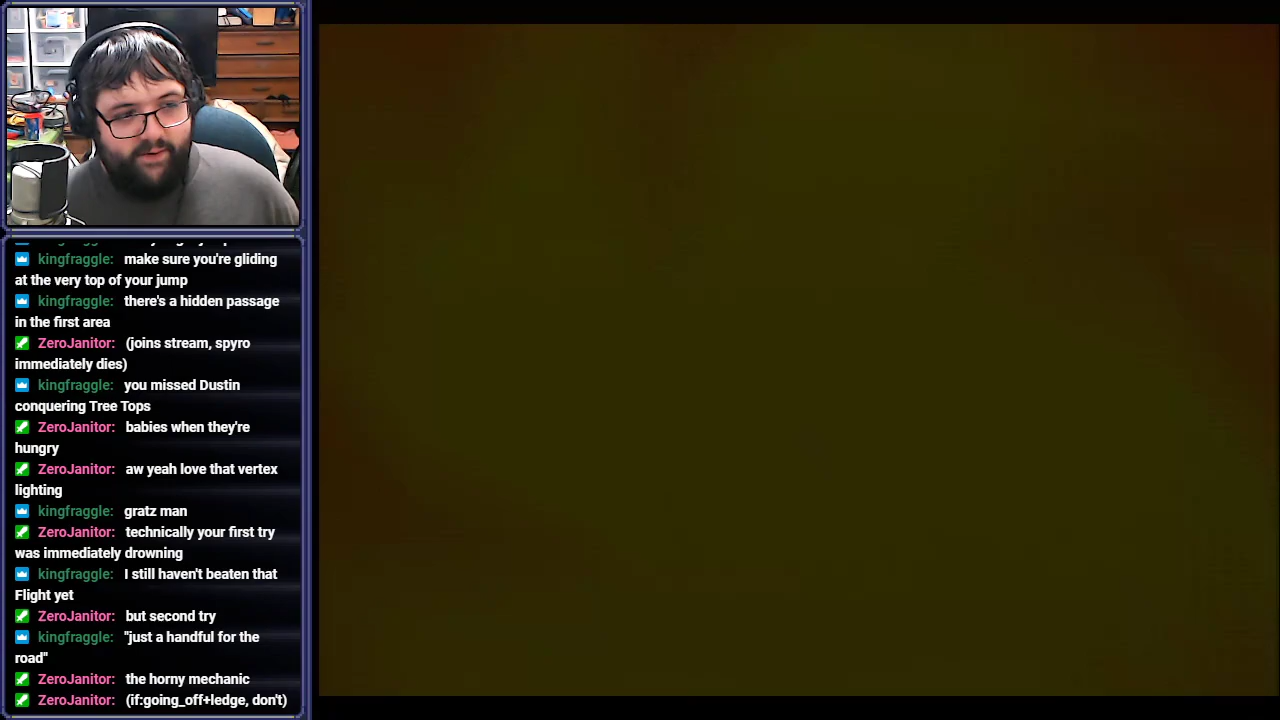 kingfraggle: make sure you're gliding
at the very top of your jump
kingfraggle: there's a hidden passage
in the first area
ZeroJanitor: (joins stream, spyro
immediately dies)
kingfraggle: you missed Dustin
conquering Tree Tops
ZeroJanitor: babies when they're
hungry
ZeroJanitor: aw yeah love that vertex
lighting
kingfraggle: gratz man
ZeroJanitor: technically your first try
was immediately drowning
kingfraggle: I still haven't beaten that
Flight yet
ZeroJanitor: but second try
kingfraggle: "just a handful for the
road"
ZeroJanitor: the horny mechanic
ZeroJanitor: (if:going_off+ledge, don't)